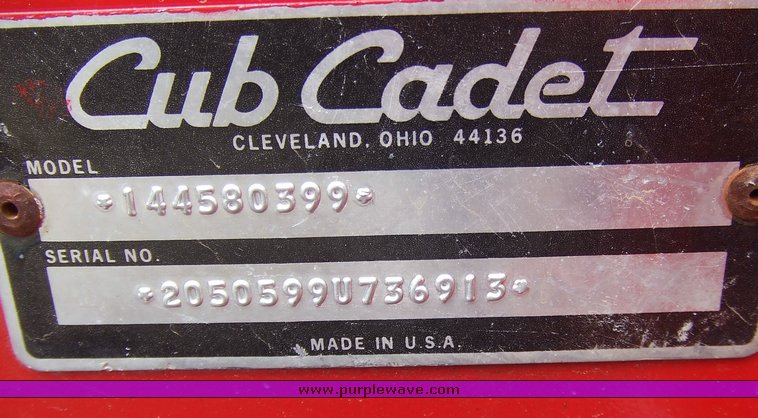 Cub Cadet
CLEVELAND, OHIO 44136
MODEL
*144580399*
SERIAL NO.
*2050599U736913*
MADE IN U.S.A.
www.purplewave.com